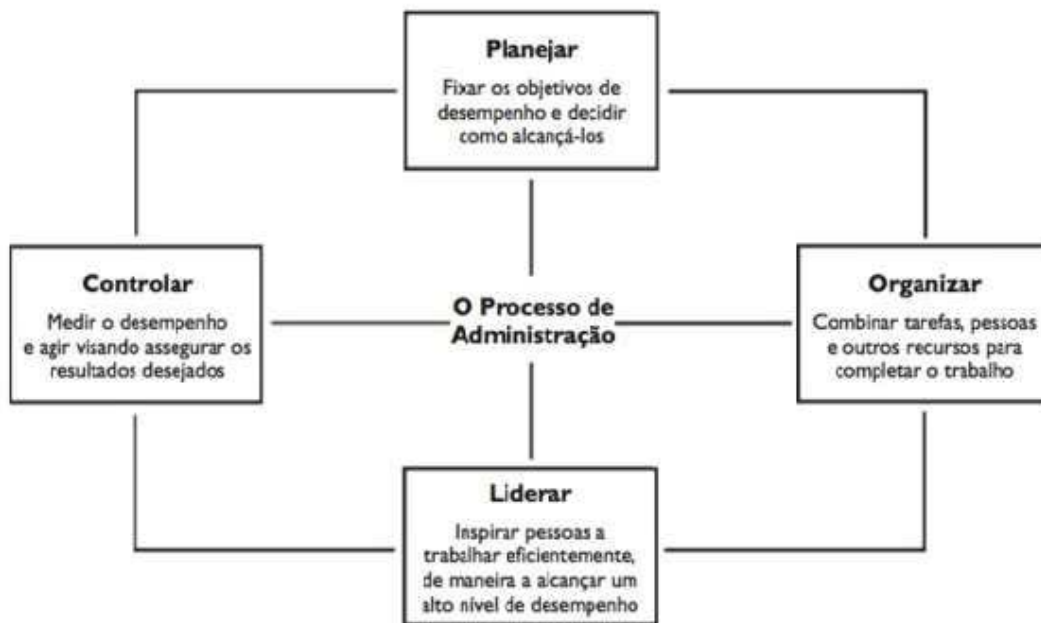 Planejar
Fixar os objetivos de
desempenho e decidir
como alcançá-los
Controlar
Medir o desempenho
e agir visando assegurar os
resultados desejados
O Processo de
Administração
Organizar
Combinar tarefas, pessoas
e outros recursos para
completar o trabalho
Liderar
Inspirar pessoas a
trabalhar eficientemente,
de maneira a alcançar um
alto nível de desempenho